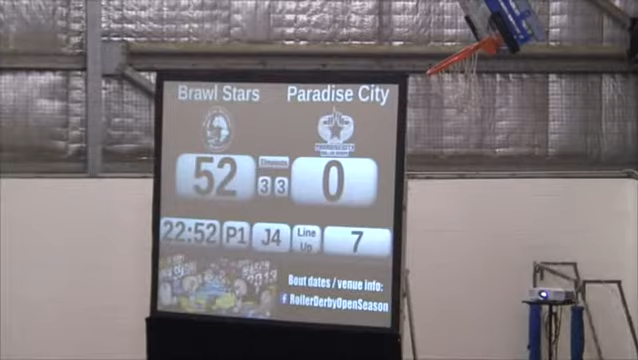 Brawl Stars Paradise City
52 Timeouts 0
3 3
22:52 P1 J4 Line Up 7
Bout dates / venue info:
f RollerDerbyOpenSeason